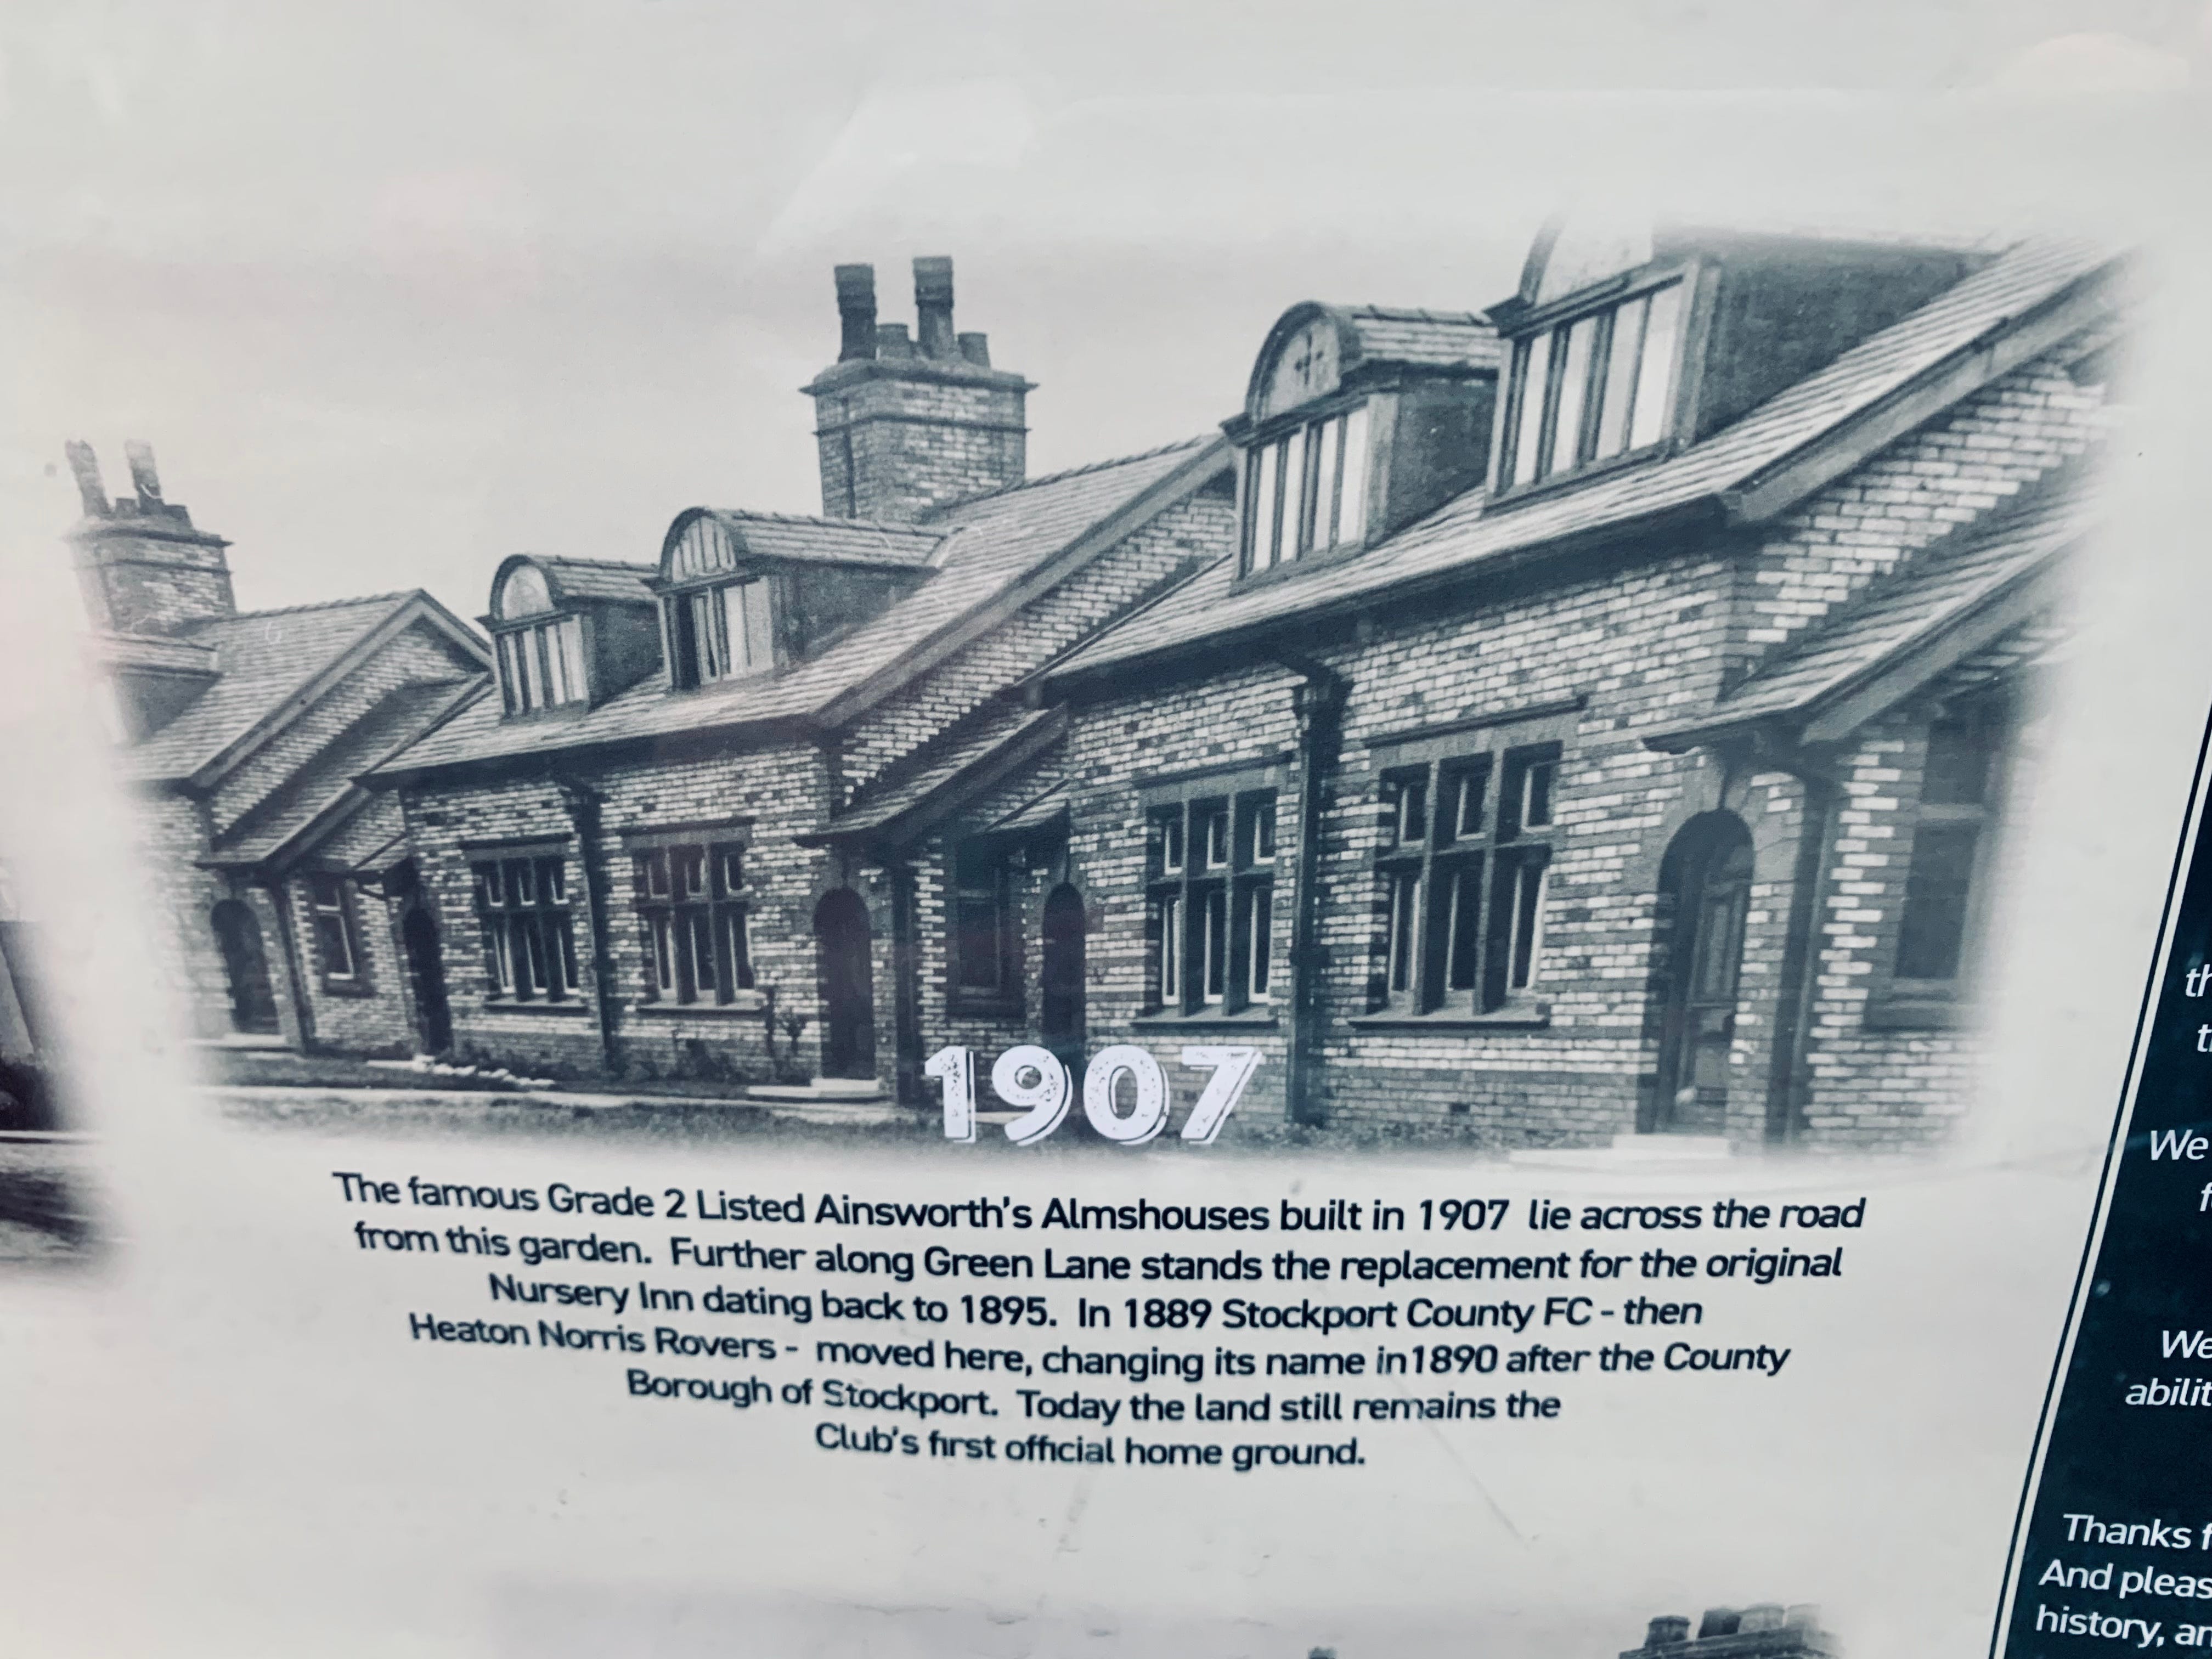 1907
The famous Grade 2 Listed Ainsworth's Almshouses built in 1907 lie across the road
from this garden. Further along Green Lane stands the replacement for the original
Nursery Inn dating back to 1895. In 1889 Stockport County FC - then
Heaton Norris Rovers - moved here, changing its name in1890 after the County
Borough of Stockport. Today the land still remains the
Club's first official home ground.
We
We
Thanks
And
history,